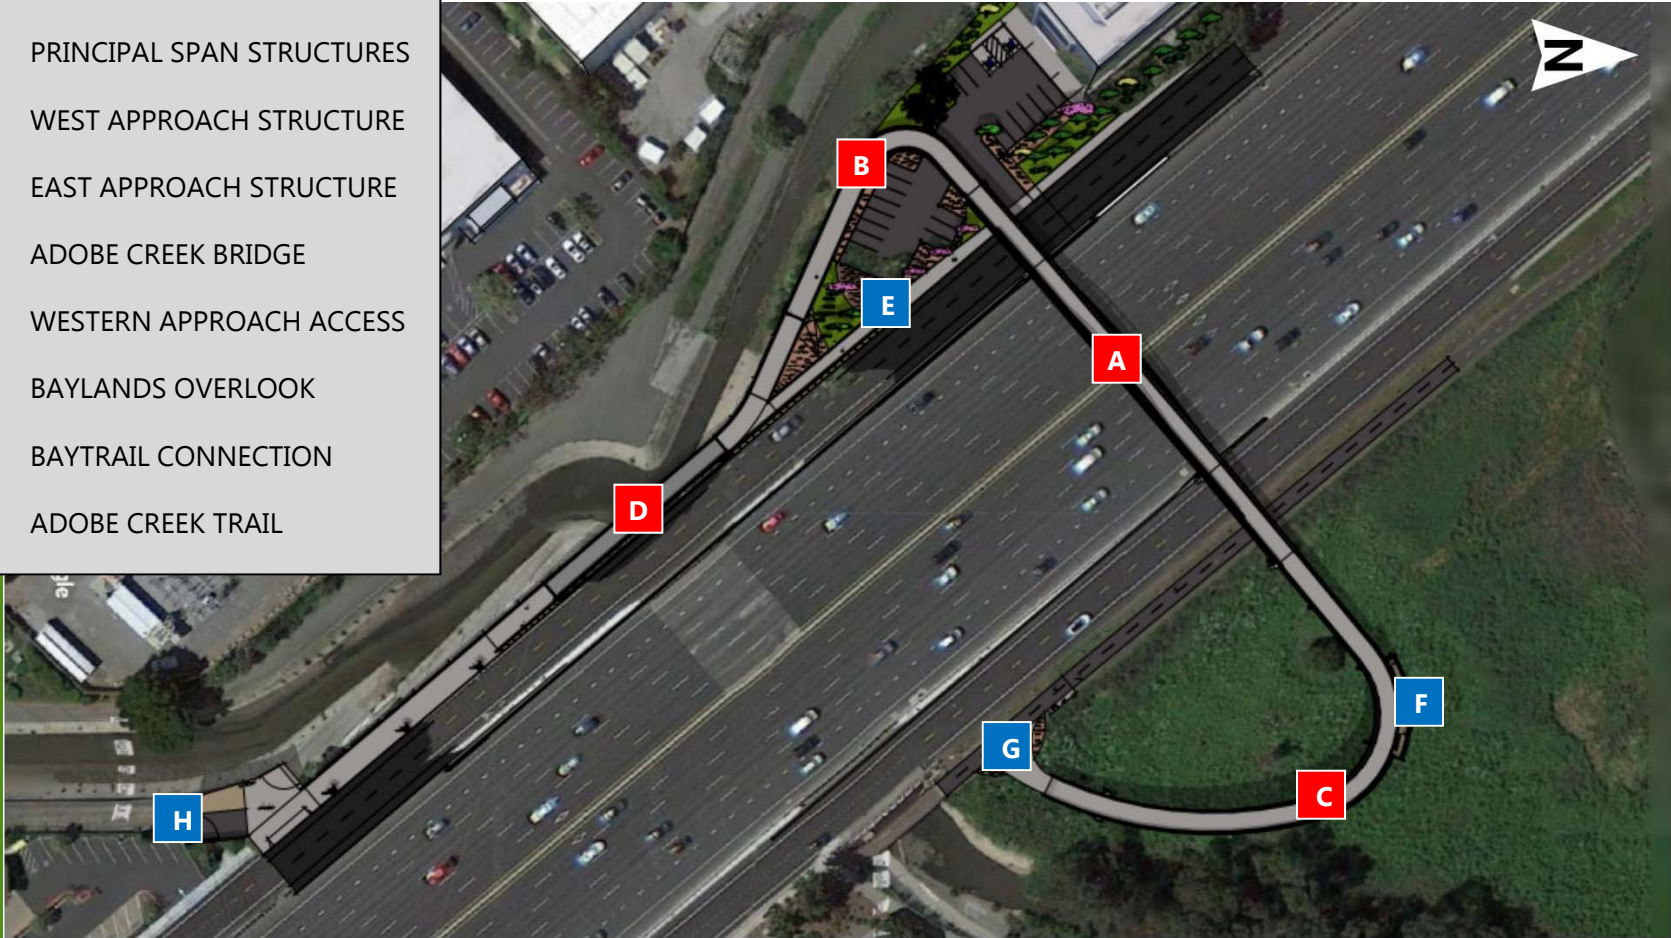 PRINCIPAL SPAN STRUCTURES
WEST APPROACH STRUCTURE
EAST APPROACH STRUCTURE
ADOBE CREEK BRIDGE
WESTERN APPROACH ACCESS
BAYLANDS OVERLOOK
BAYTRAIL CONNECTION
ADOBE CREEK TRAIL
N
B
E
A
D
F
G
C
H
gle